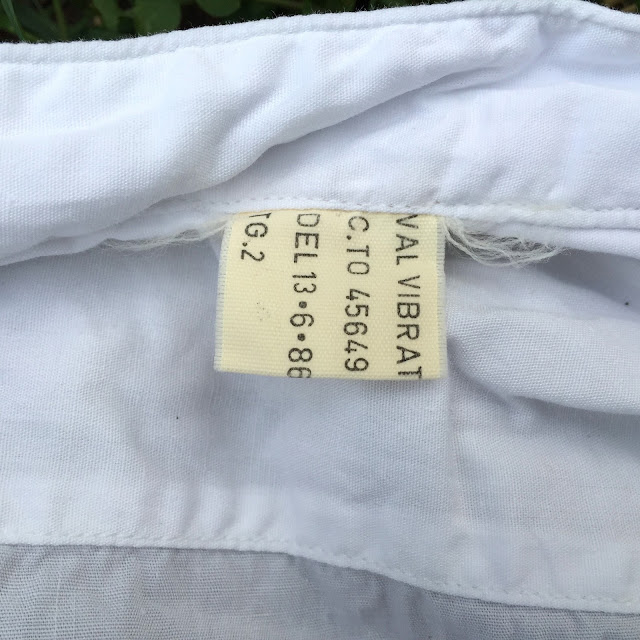 VAL VIBRAT
C.TO 45649
DEL 13•6•86
TG.2